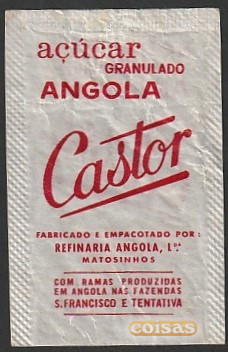 açúcar
GRANULADO
ANGOLA
Castor
FABRICADO E EMPACOTADO POR:
REFINARIA ANGOLA, L.DA
MATOSINHOS
COM RAMAS PRODUZIDAS
EM ANGOLA NAS FAZENDAS
S. FRANCISCO E TENTATIVA
coisas